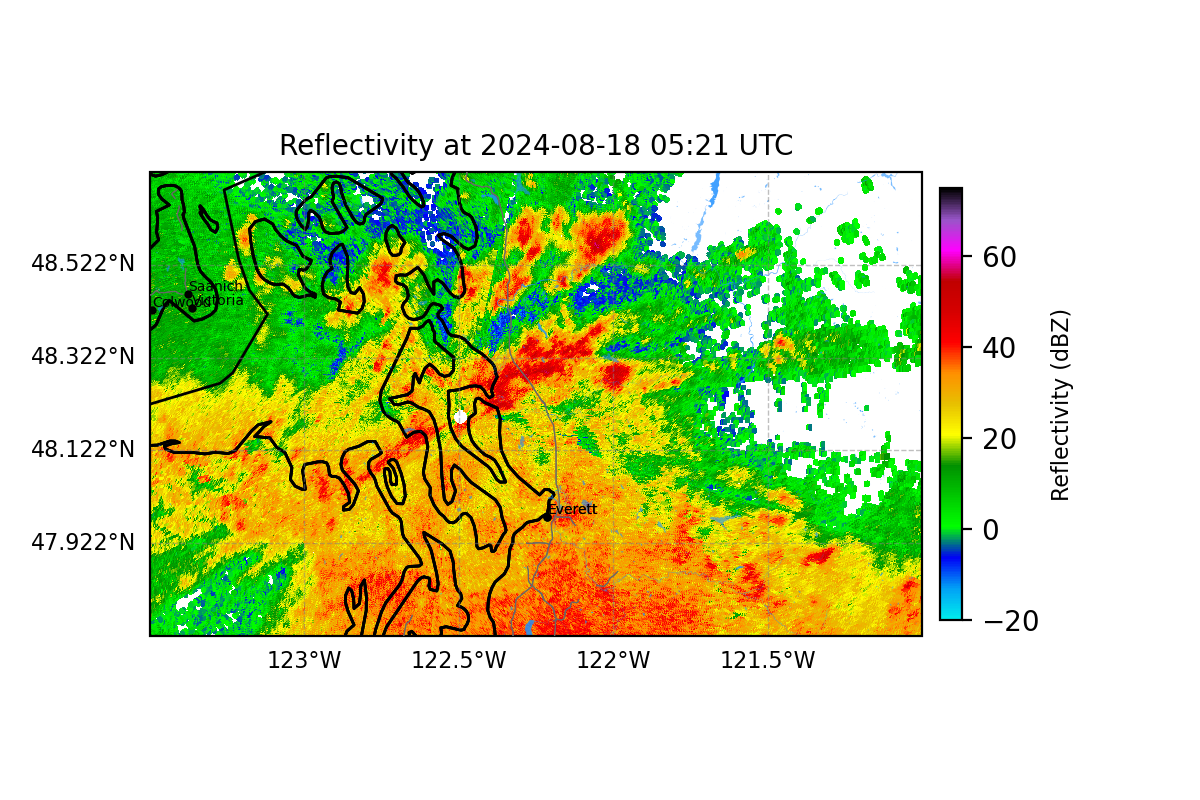 Reflectivity at 2024-08-18 05:21 UTC
48.522°N
48.322°N
48.122°N
47.922°N
123°W
122.5°W
122°W
121.5°W
Saanich
Colwood
Victoria
Everett
60
40
20
0
−20
Reflectivity (dBZ)